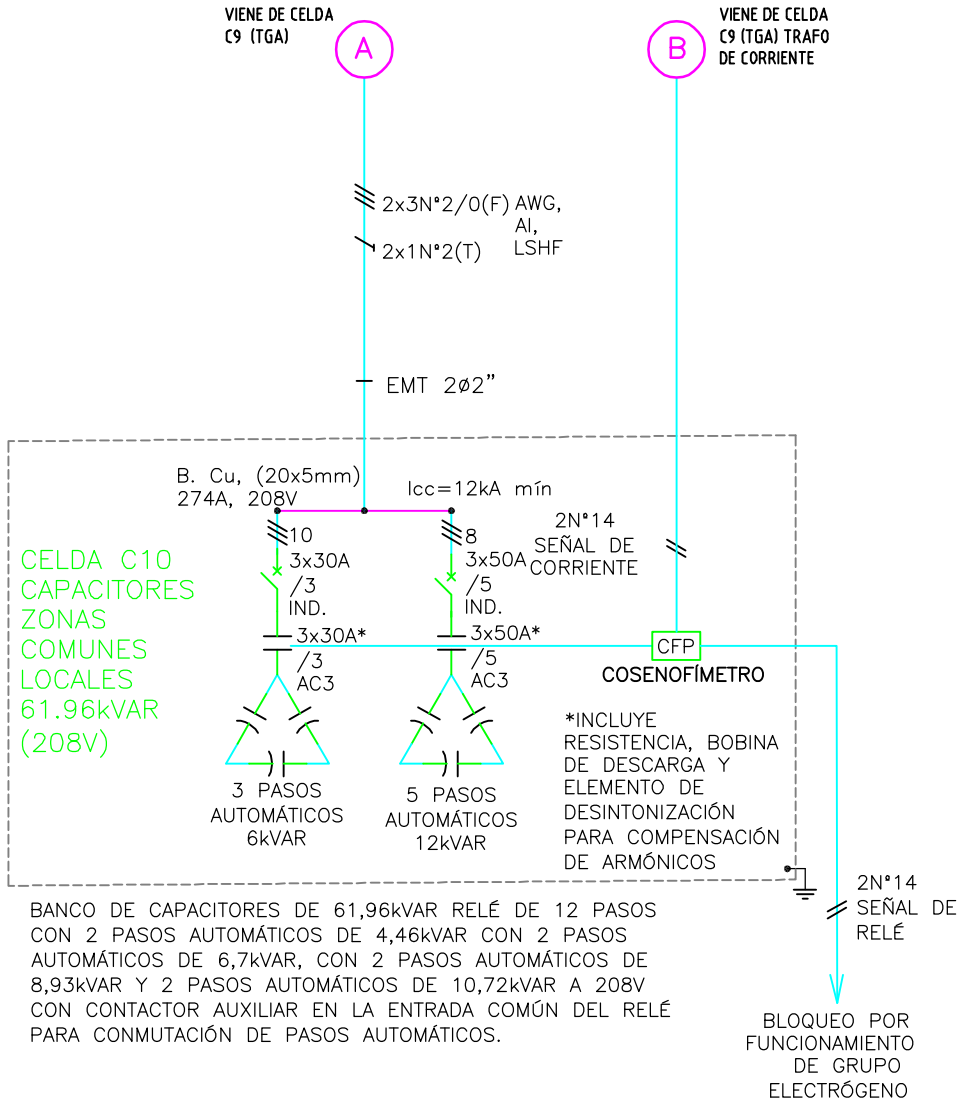 VIENE DE CELDA
C9 (TGA)
A
VIENE DE CELDA
C9 (TGA) TRAFO
DE CORRIENTE
B
2x3N°2/0(F)
2x1N°2(T)
AWG,
Al,
LSHF
EMT 2ø2"
B. Cu, (20x5mm)
274A, 208V
Icc=12kA mín
10
3x30A
/3
IND.
3x30A*
/3
AC3
8
3x50A
/5
IND.
3x50A*
/5
AC3
2N°14
SEÑAL DE
CORRIENTE
CELDA C10
CAPACITORES
ZONAS
COMUNES
LOCALES
61.96kVAR
(208V)
CFP
COSENOFÍMETRO
3 PASOS
AUTOMÁTICOS
6kVAR
5 PASOS
AUTOMÁTICOS
12kVAR
*INCLUYE
RESISTENCIA, BOBINA
DE DESCARGA Y
ELEMENTO DE
DESINTONIZACIÓN
PARA COMPENSACIÓN
DE ARMÓNICOS
2N°14
SEÑAL DE
RELÉ
BANCO DE CAPACITORES DE 61,96kVAR RELÉ DE 12 PASOS
CON 2 PASOS AUTOMÁTICOS DE 4,46kVAR CON 2 PASOS
AUTOMÁTICOS DE 6,7kVAR, CON 2 PASOS AUTOMÁTICOS DE
8,93kVAR Y 2 PASOS AUTOMÁTICOS DE 10,72kVAR A 208V
CON CONTACTOR AUXILIAR EN LA ENTRADA COMÚN DEL RELÉ
PARA CONMUTACIÓN DE PASOS AUTOMÁTICOS.
BLOQUEO POR
FUNCIONAMIENTO
DE GRUPO
ELECTRÓGENO